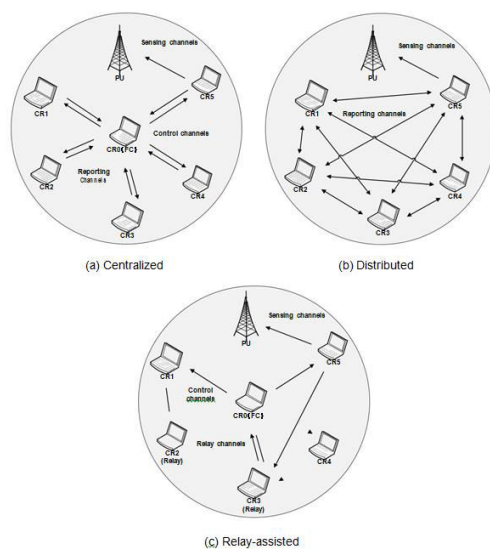 Sensing channels
PU
CR5
CR1
Control channels
CR0(FC)
CR2
Reporting
Channels
CR4
CR3
(a) Centralized
Sensing channels
PU
CR5
CR1
Reporting channels
CR2
CR4
CR3
(b) Distributed
Sensing channels
PU
CR5
CR1
Control
channels
CR0(FC)
CR2
(Relay)
Relay channels
CR4
CR3
(Relay)
(c) Relay-assisted